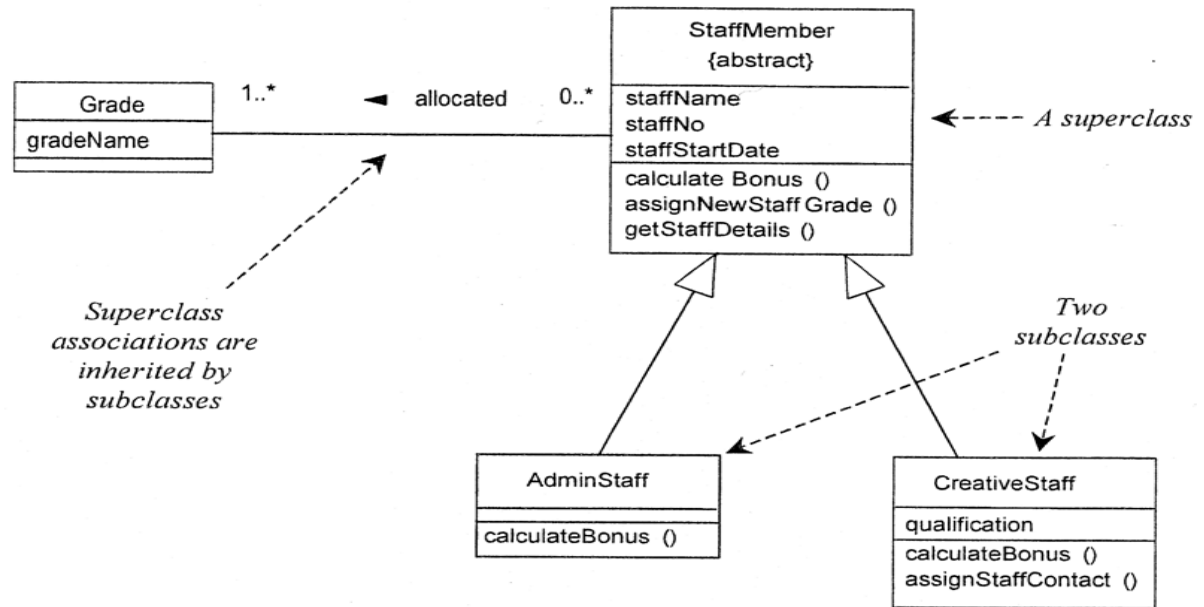 StaffMember
{abstract}
staffName
staffNo
staffStartDate
calculate Bonus ()
assignNewStaff Grade ()
getStaffDetails ()
Grade
gradeName
1..* ◄ allocated 0..*
A superclass
Superclass
associations are
inherited by
subclasses
Two
subclasses
AdminStaff
calculateBonus ()
CreativeStaff
qualification
calculateBonus ()
assignStaffContact ()